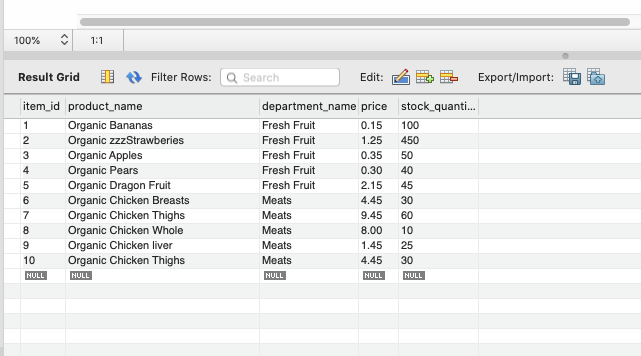 100% 1:1
Result Grid Filter Rows: Search Edit: Export/Import:
item_id product_name department_name price stock_quanti...
1 Organic Bananas Fresh Fruit 0.15 100
2 Organic zzzStrawberies Fresh Fruit 1.25 450
3 Organic Apples Fresh Fruit 0.35 50
4 Organic Pears Fresh Fruit 0.30 40
5 Organic Dragon Fruit Fresh Fruit 2.15 45
6 Organic Chicken Breasts Meats 4.45 30
7 Organic Chicken Thighs Meats 9.45 60
8 Organic Chicken Whole Meats 8.00 10
9 Organic Chicken liver Meats 1.45 25
10 Organic Chicken Thighs Meats 4.45 30
NULL NULL NULL NULL NULL